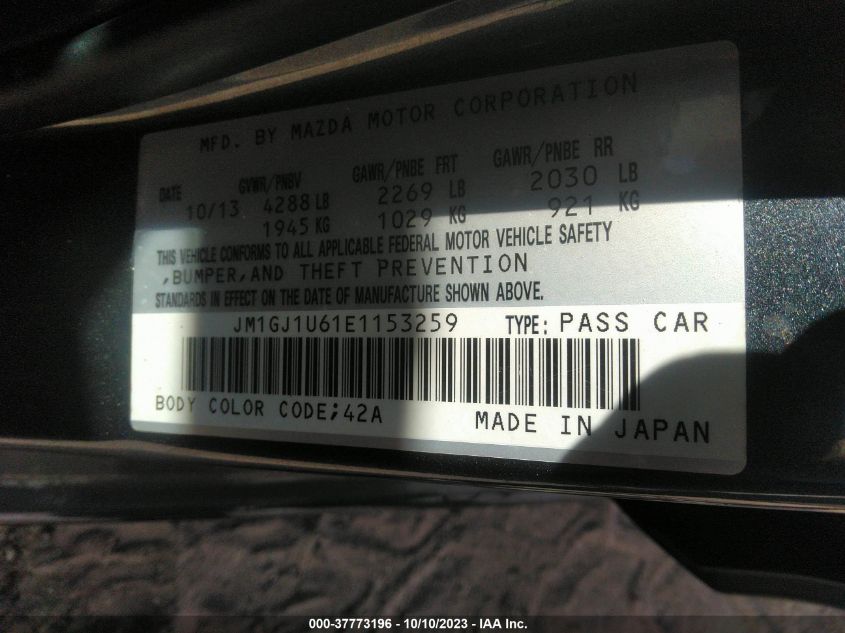 MFD. BY MAZDA MOTOR CORPORATION
DATE GVWR/PNBV GAWR/PNBE FRT GAWR/PNBE RR
10/13 4288 LB 2269 LB 2030 LB
1945 KG 1029 KG 921 KG
THIS VEHICLE CONFORMS TO ALL APPLICABLE FEDERAL MOTOR VEHICLE SAFETY
,BUMPER,AND THEFT PREVENTION
STANDARDS IN EFFECT ON THE DATE OF MANUFACTURE SHOWN ABOVE.
JM1GJ1U61E1153259 TYPE: PASS CAR
BODY COLOR CODE;42A MADE IN JAPAN
000-37773196 - 10/10/2023 - IAA Inc.